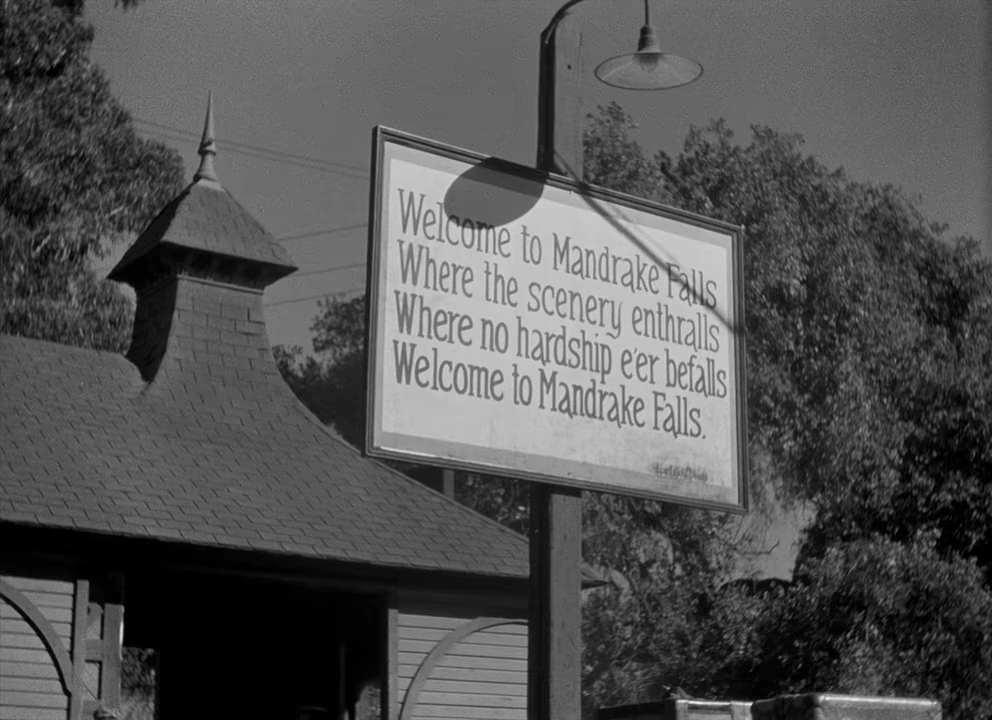 Welcome to Mandrake Falls
Where the scenery enthralls
Where no hardship e'er befalls
Welcome to Mandrake Falls.